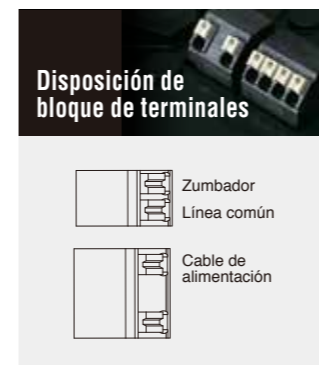 Disposición de
bloque de terminales
Zumbador
Línea común
Cable de
alimentación